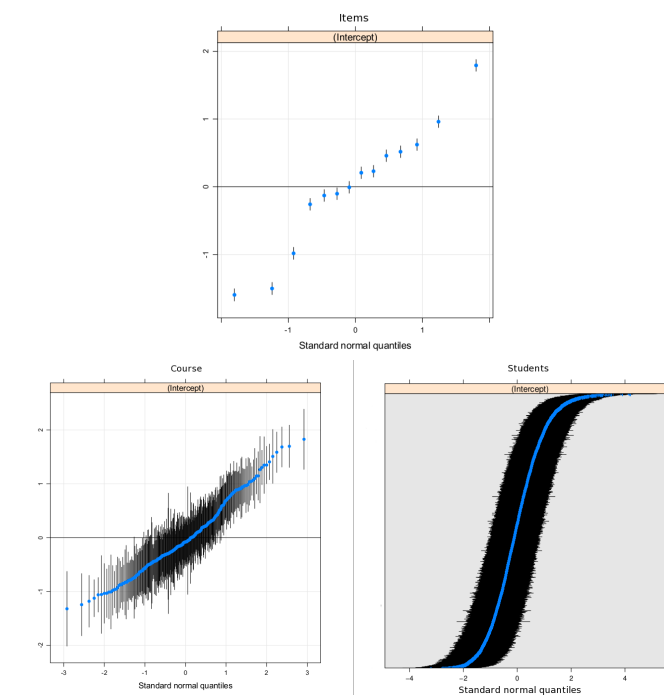 Items
(Intercept)
2
1
0
-1
-1 0 1
Standard normal quantiles
Course
(Intercept)
2
1
0
-1
-2
-3 -2 -1 0 1 2 3
Standard normal quantiles
Students
(Intercept)
-4 -2 0 2 4
Standard normal quantiles